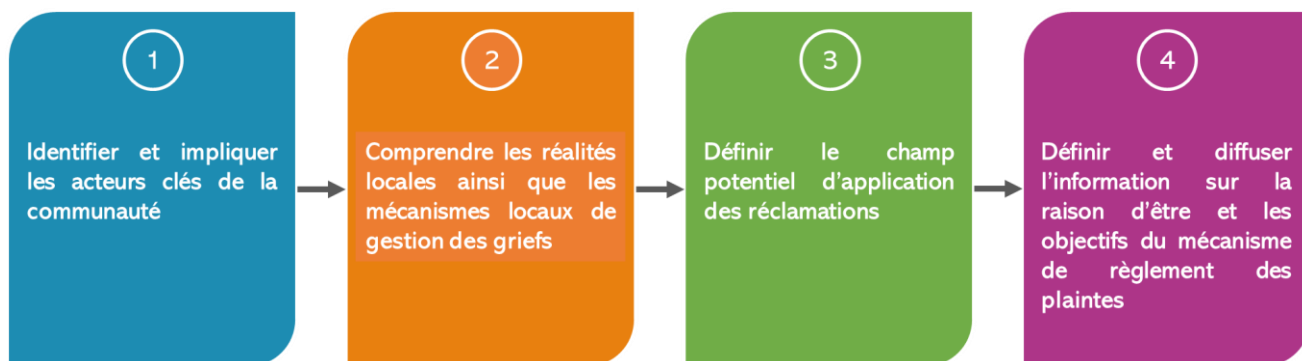 1
Identifier et impliquer
les acteurs clés de la
communauté
2
Comprendre les réalités
locales ainsi que les
mécanismes locaux de
gestion des griefs
3
Définir le champ
potentiel d'application
des réclamations
4
Définir et diffuser
l'information sur la
raison d'être et les
objectifs du mécanisme
de règlement des
plaintes